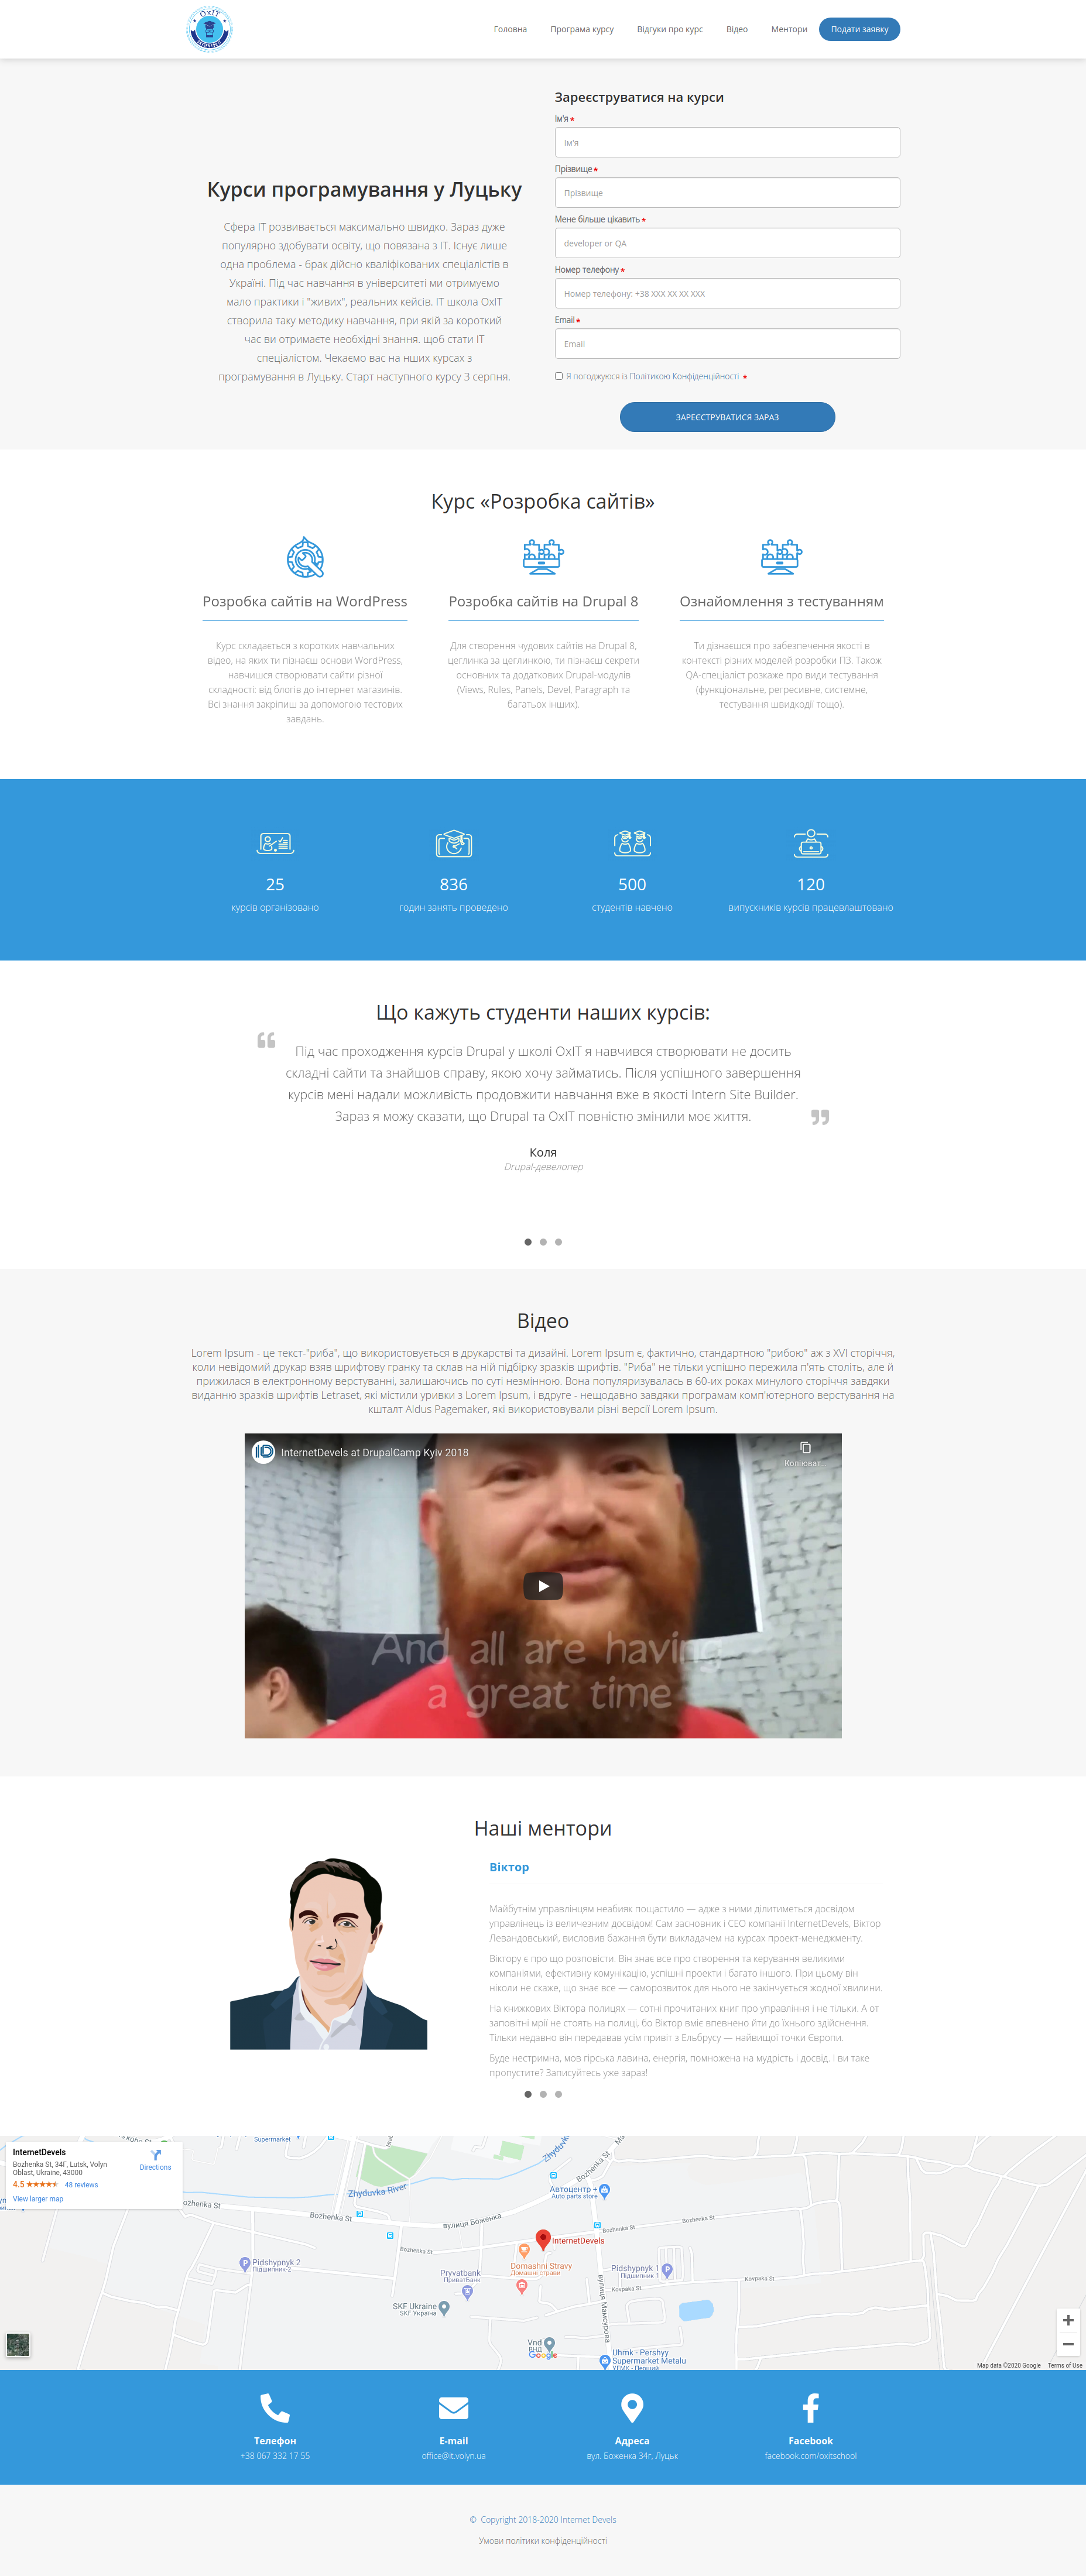 OxIT
Головна
Програма курсу
Відгуки про курс
Відео
Ментори
Подати заявку
Курси програмування у Луцьку
Сфера ІТ розвивається максимально швидко. Зараз дуже
популярно здобувати освіту, що повязана з ІТ. Існує лише
одна проблема - брак дійсно кваліфікованих спеціалістів в
Україні. Під час навчання в університеті ми отримуємо
мало практики і "живих", реальних кейсів. ІТ школа OxIT
створила таку методику навчання, при якій за короткий
час ви отримаєте необхідні знання. щоб стати ІТ
спеціалістом. Чекаємо вас на нших курсах з
програмування в Луцьку. Старт наступного курсу 3 серпня.
Зареєструватися на курси
Ім'я *
Ім'я
Прізвище *
Прізвище
Мене більше цікавить *
developer or QA
Номер телефону *
Номер телефону: +38 XXX XX XX XXX
Email *
Email
Я погоджуюся із Політикою Конфіденційності *
ЗАРЕЄСТРУВАТИСЯ ЗАРАЗ
Курс «Розробка сайтів»
Розробка сайтів на WordPress
Курс складається з коротких навчальних
відео, на яких ти пізнаєш основи WordPress,
навчишся створювати сайти різної
складності: від блогів до інтернет магазинів.
Всі знання закріпиш за допомогою тестових
завдань.
Розробка сайтів на Drupal 8
Для створення чудових сайтів на Drupal 8,
цеглинка за цеглинкою, ти пізнаєш секрети
основних та додаткових Drupal-модулів
(Views, Rules, Panels, Devel, Paragraph та
багатьох інших).
Ознайомлення з тестуванням
Ти дізнаєшся про забезпечення якості в
контексті різних моделей розробки ПЗ. Також
QA-спеціаліст розкаже про види тестування
(функціональне, регресивне, системне,
тестування швидкодії тощо).
25
курсів організовано
836
годин занять проведено
500
студентів навчено
120
випускників курсів працевлаштовано
Що кажуть студенти наших курсів:
Під час проходження курсів Drupal у школі OxIT я навчився створювати не досить
складні сайти та знайшов справу, якою хочу займатись. Після успішного завершення
курсів мені надали можливість продовжити навчання вже в якості Intern Site Builder.
Зараз я можу сказати, що Drupal та OxIT повністю змінили моє життя.
Коля
Drupal-девелопер
Відео
Lorem Ipsum - це текст-"риба", що використовується в друкарстві та дизайні. Lorem Ipsum є, фактично, стандартною "рибою" аж з XVI сторіччя,
коли невідомий друкар взяв шрифтову гранку та склав на ній підбірку зразків шрифтів. "Риба" не тільки успішно пережила п'ять століть, але й
прижилася в електронному верстуванні, залишаючись по суті незмінною. Вона популяризувалась в 60-их роках минулого сторіччя завдяки
виданню зразків шрифтів Letraset, які містили уривки з Lorem Ipsum, і вдруге - нещодавно завдяки програмам комп'ютерного верстування на
кшталт Aldus Pagemaker, які використовували різні версії Lorem Ipsum.
InternetDevels at DrupalCamp Kyiv 2018
Копіюват...
And all are having
a great time
Наші ментори
Віктор
Майбутнім управлінцям неабияк пощастило — адже з ними ділитиметься досвідом
управлінець із величезним досвідом! Сам засновник і CEO компанії InternetDevels, Віктор
Левандовський, висловив бажання бути викладачем на курсах проект-менеджменту.
Віктору є про що розповісти. Він знає все про створення та керування великими
компаніями, ефективну комунікацію, успішні проекти і багато іншого. При цьому він
ніколи не скаже, що знає все — саморозвиток для нього не закінчується жодної хвилини.
На книжкових Віктора полицях — сотні прочитаних книг про управління і не тільки. А от
заповітні мрії не стоять на полиці, бо Віктор вміє впевнено йти до їхнього здійснення.
Тільки недавно він передавав усім привіт з Ельбрусу — найвищої точки Європи.
Буде нестримна, мов гірська лавина, енергія, помножена на мудрість і досвід. І ви таке
пропустите? Запишуйтесь уже зараз!
InternetDevels
Bozhenka St, 34Г, Lutsk, Volyn
Oblast, Ukraine, 43000
4.5
48 reviews
View larger map
Directions
Supermarket
Zhyduvka River
Bozhenka St
вулиця Боженка
Bozhenka St
Автоцентр +
Auto parts store
Bozhenka St
Bozhenka St
Bozhenka St
InternetDevels
Domashni Stravy
Домашні страви
Pidshypnyk 2
Підшипник-2
Pryvatbank
ПриватБанк
Pidshypnyk 1
Підшипник-1
Kovpaka St
Kovpaka St
вулиця Мамсурова
SKF Ukraine
SKF Україна
Vnd
ВНД
Google
Uhmk - Pershyy
Supermarket Metalu
УГМК - Перший
Map data ©2020 Google
Terms of Use
Телефон
+38 067 332 17 55
E-mail
office@it.volyn.ua
Адреса
вул. Боженка 34г, Луцьк
Facebook
facebook.com/oxitschool
© Copyright 2018-2020 Internet Devels
Умови політики конфіденційності